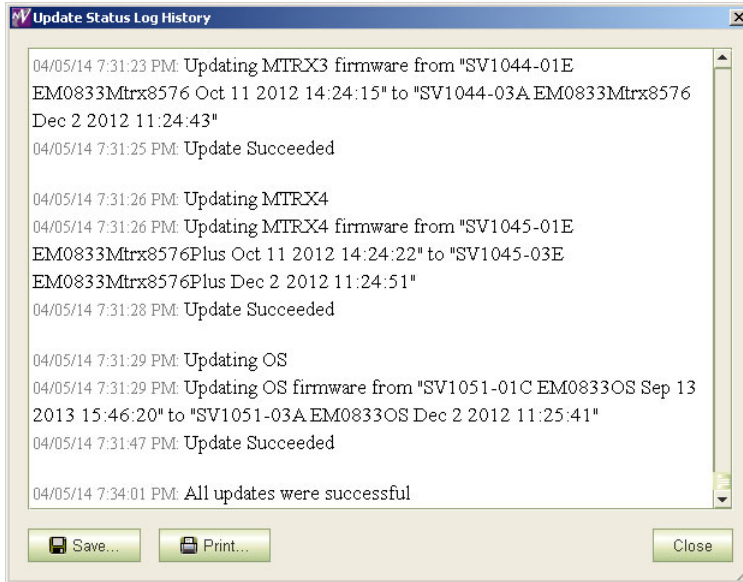 Update Status Log History
04/05/14 7:31:23 PM: Updating MTRX3 firmware from "SV1044-01E
EM0833Mtrx8576 Oct 11 2012 14:24:15" to "SV1044-03A EM0833Mtrx8576
Dec 2 2012 11:24:43"
04/05/14 7:31:25 PM: Update Succeeded
04/05/14 7:31:26 PM: Updating MTRX4
04/05/14 7:31:26 PM: Updating MTRX4 firmware from "SV1045-01E
EM0833Mtrx8576Plus Oct 11 2012 14:24:22" to "SV1045-03E
EM0833Mtrx8576Plus Dec 2 2012 11:24:51"
04/05/14 7:31:28 PM: Update Succeeded
04/05/14 7:31:29 PM: Updating OS
04/05/14 7:31:29 PM: Updating OS firmware from "SV1051-01C EM0833OS Sep 13
2013 15:46:20" to "SV1051-03A EM0833OS Dec 2 2012 11:25:41"
04/05/14 7:31:47 PM: Update Succeeded
04/05/14 7:34:01 PM: All updates were successful
Save... Print... Close